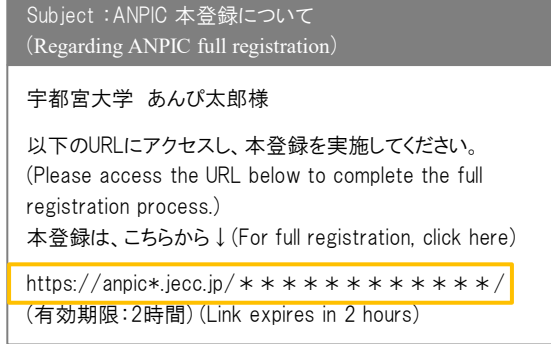 Subject ：ANPIC 本登録について
(Regarding ANPIC full registration)
宇都宮大学 あんぴ太郎様
以下のURLにアクセスし、本登録を実施してください。
(Please access the URL below to complete the full
registration process.)
本登録は、こちらから↓(For full registration, click here)
https://anpic*.jecc.jp/＊＊＊＊＊＊＊＊＊＊＊＊/
(有効期限：2時間) (Link expires in 2 hours)